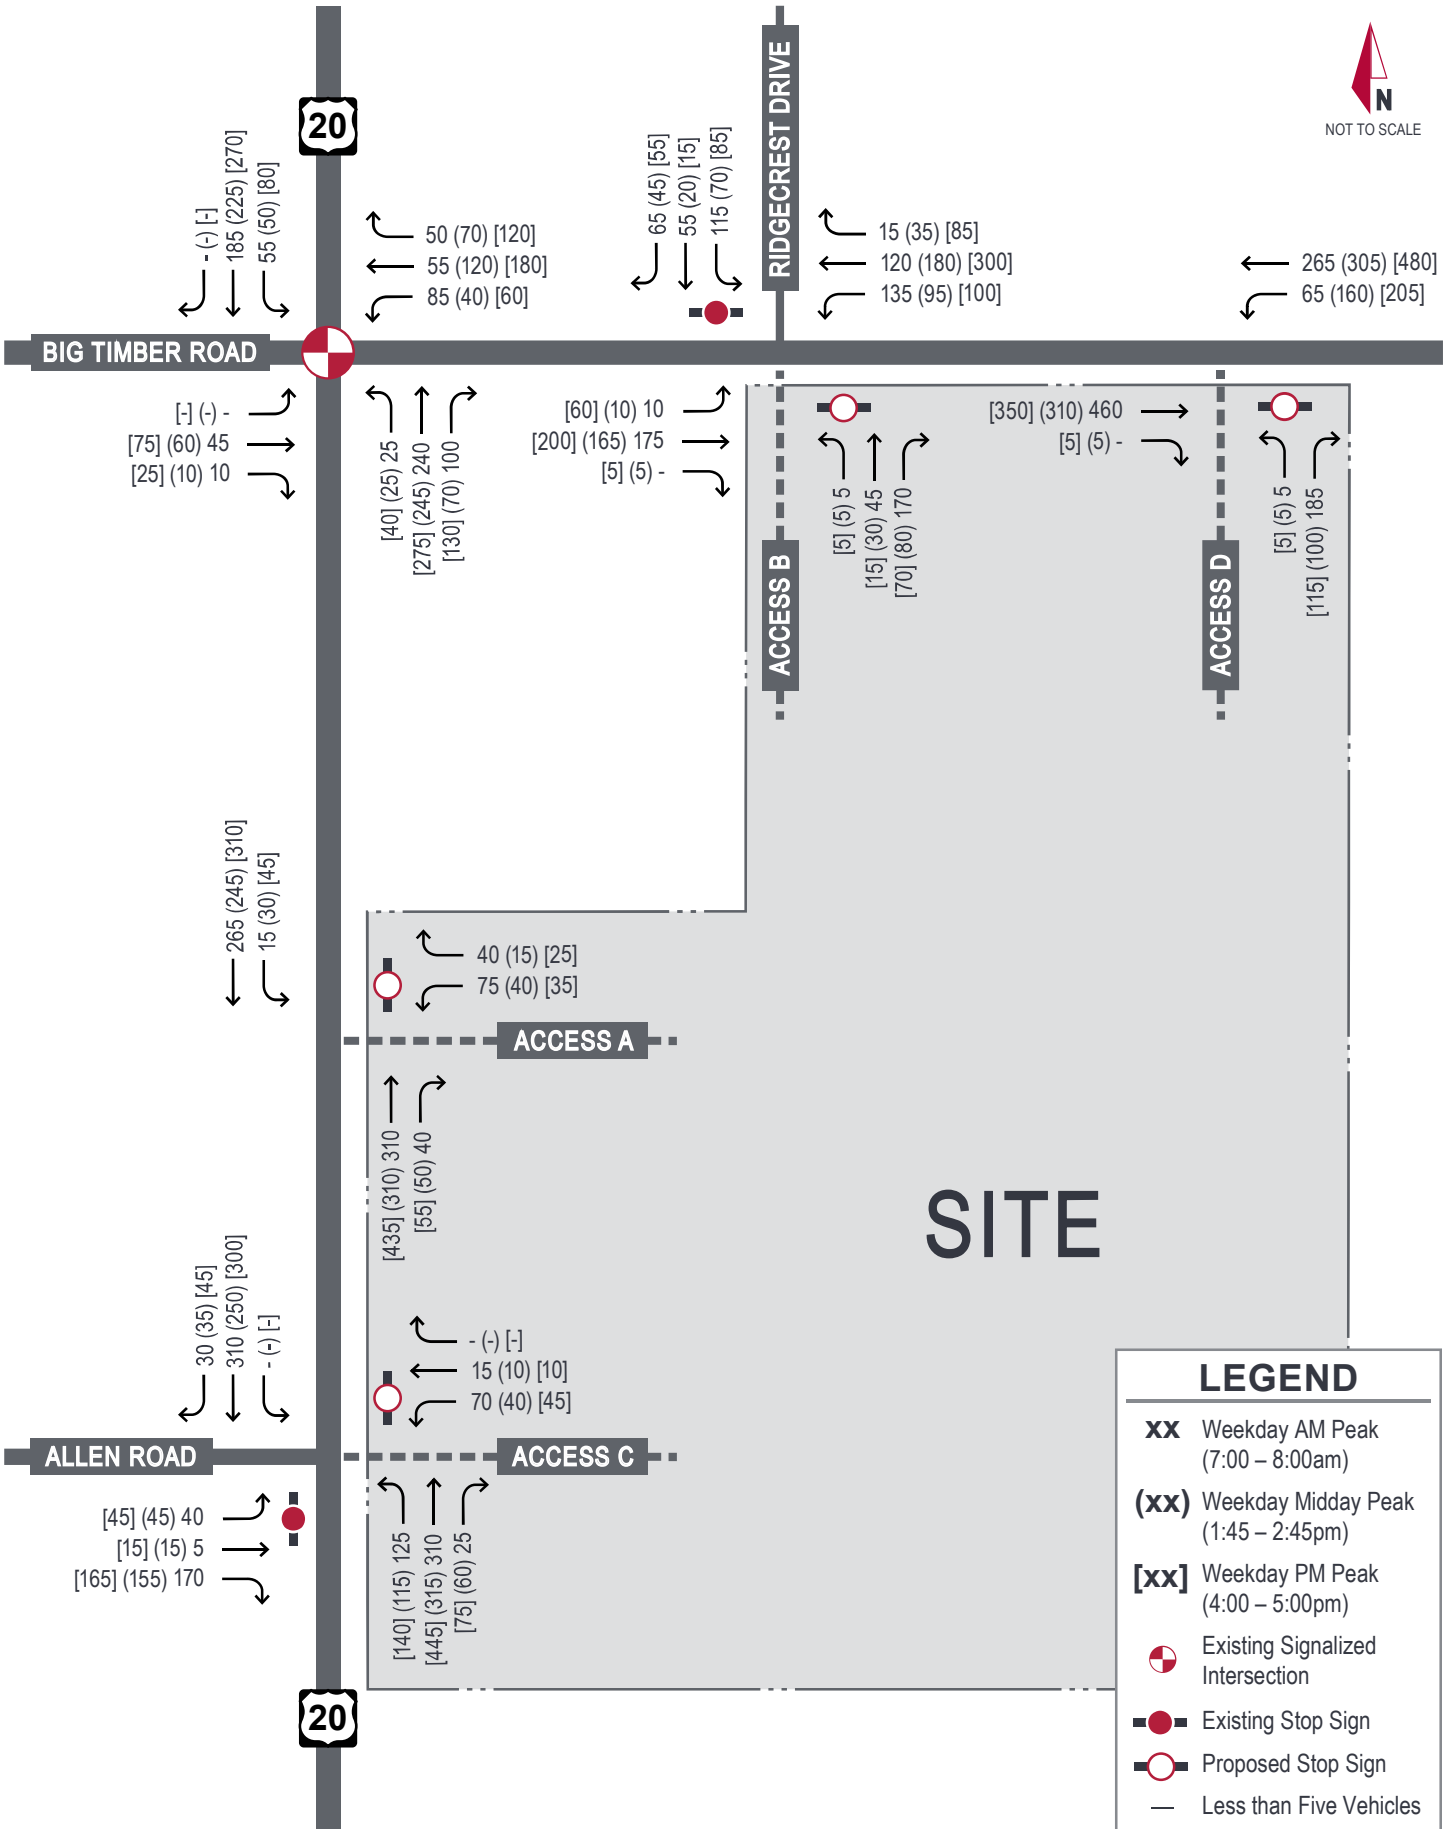 20
RIDGECREST DRIVE
N
NOT TO SCALE
- (-) [-]
185 (225) [270]
55 (50) [80]
50 (70) [120]
55 (120) [180]
85 (40) [60]
65 (45) [55]
55 (20) [15]
115 (70) [85]
15 (35) [85]
120 (180) [300]
135 (95) [100]
265 (305) [480]
65 (160) [205]
BIG TIMBER ROAD
[-] (-) -
[75] (60) 45
[25] (10) 10
[40] (25) 25
[275] (245) 240
[130] (70) 100
[60] (10) 10
[200] (165) 175
[5] (5) -
[5] (5) 5
[15] (30) 45
[70] (80) 170
[350] (310) 460
[5] (5) -
[5] (5) 5
[115] (100) 185
ACCESS B
ACCESS D
265 (245) [310]
15 (30) [45]
40 (15) [25]
75 (40) [35]
ACCESS A
[435] (310) 310
[55] (50) 40
SITE
30 (35) [45]
310 (250) [300]
- (-) [-]
- (-) [-]
15 (10) [10]
70 (40) [45]
ALLEN ROAD
ACCESS C
[45] (45) 40
[15] (15) 5
[165] (155) 170
[140] (115) 125
[445] (315) 310
[75] (60) 25
20
LEGEND
xx Weekday AM Peak
(7:00 – 8:00am)
(xx) Weekday Midday Peak
(1:45 – 2:45pm)
[xx] Weekday PM Peak
(4:00 – 5:00pm)
Existing Signalized
Intersection
Existing Stop Sign
Proposed Stop Sign
— Less than Five Vehicles